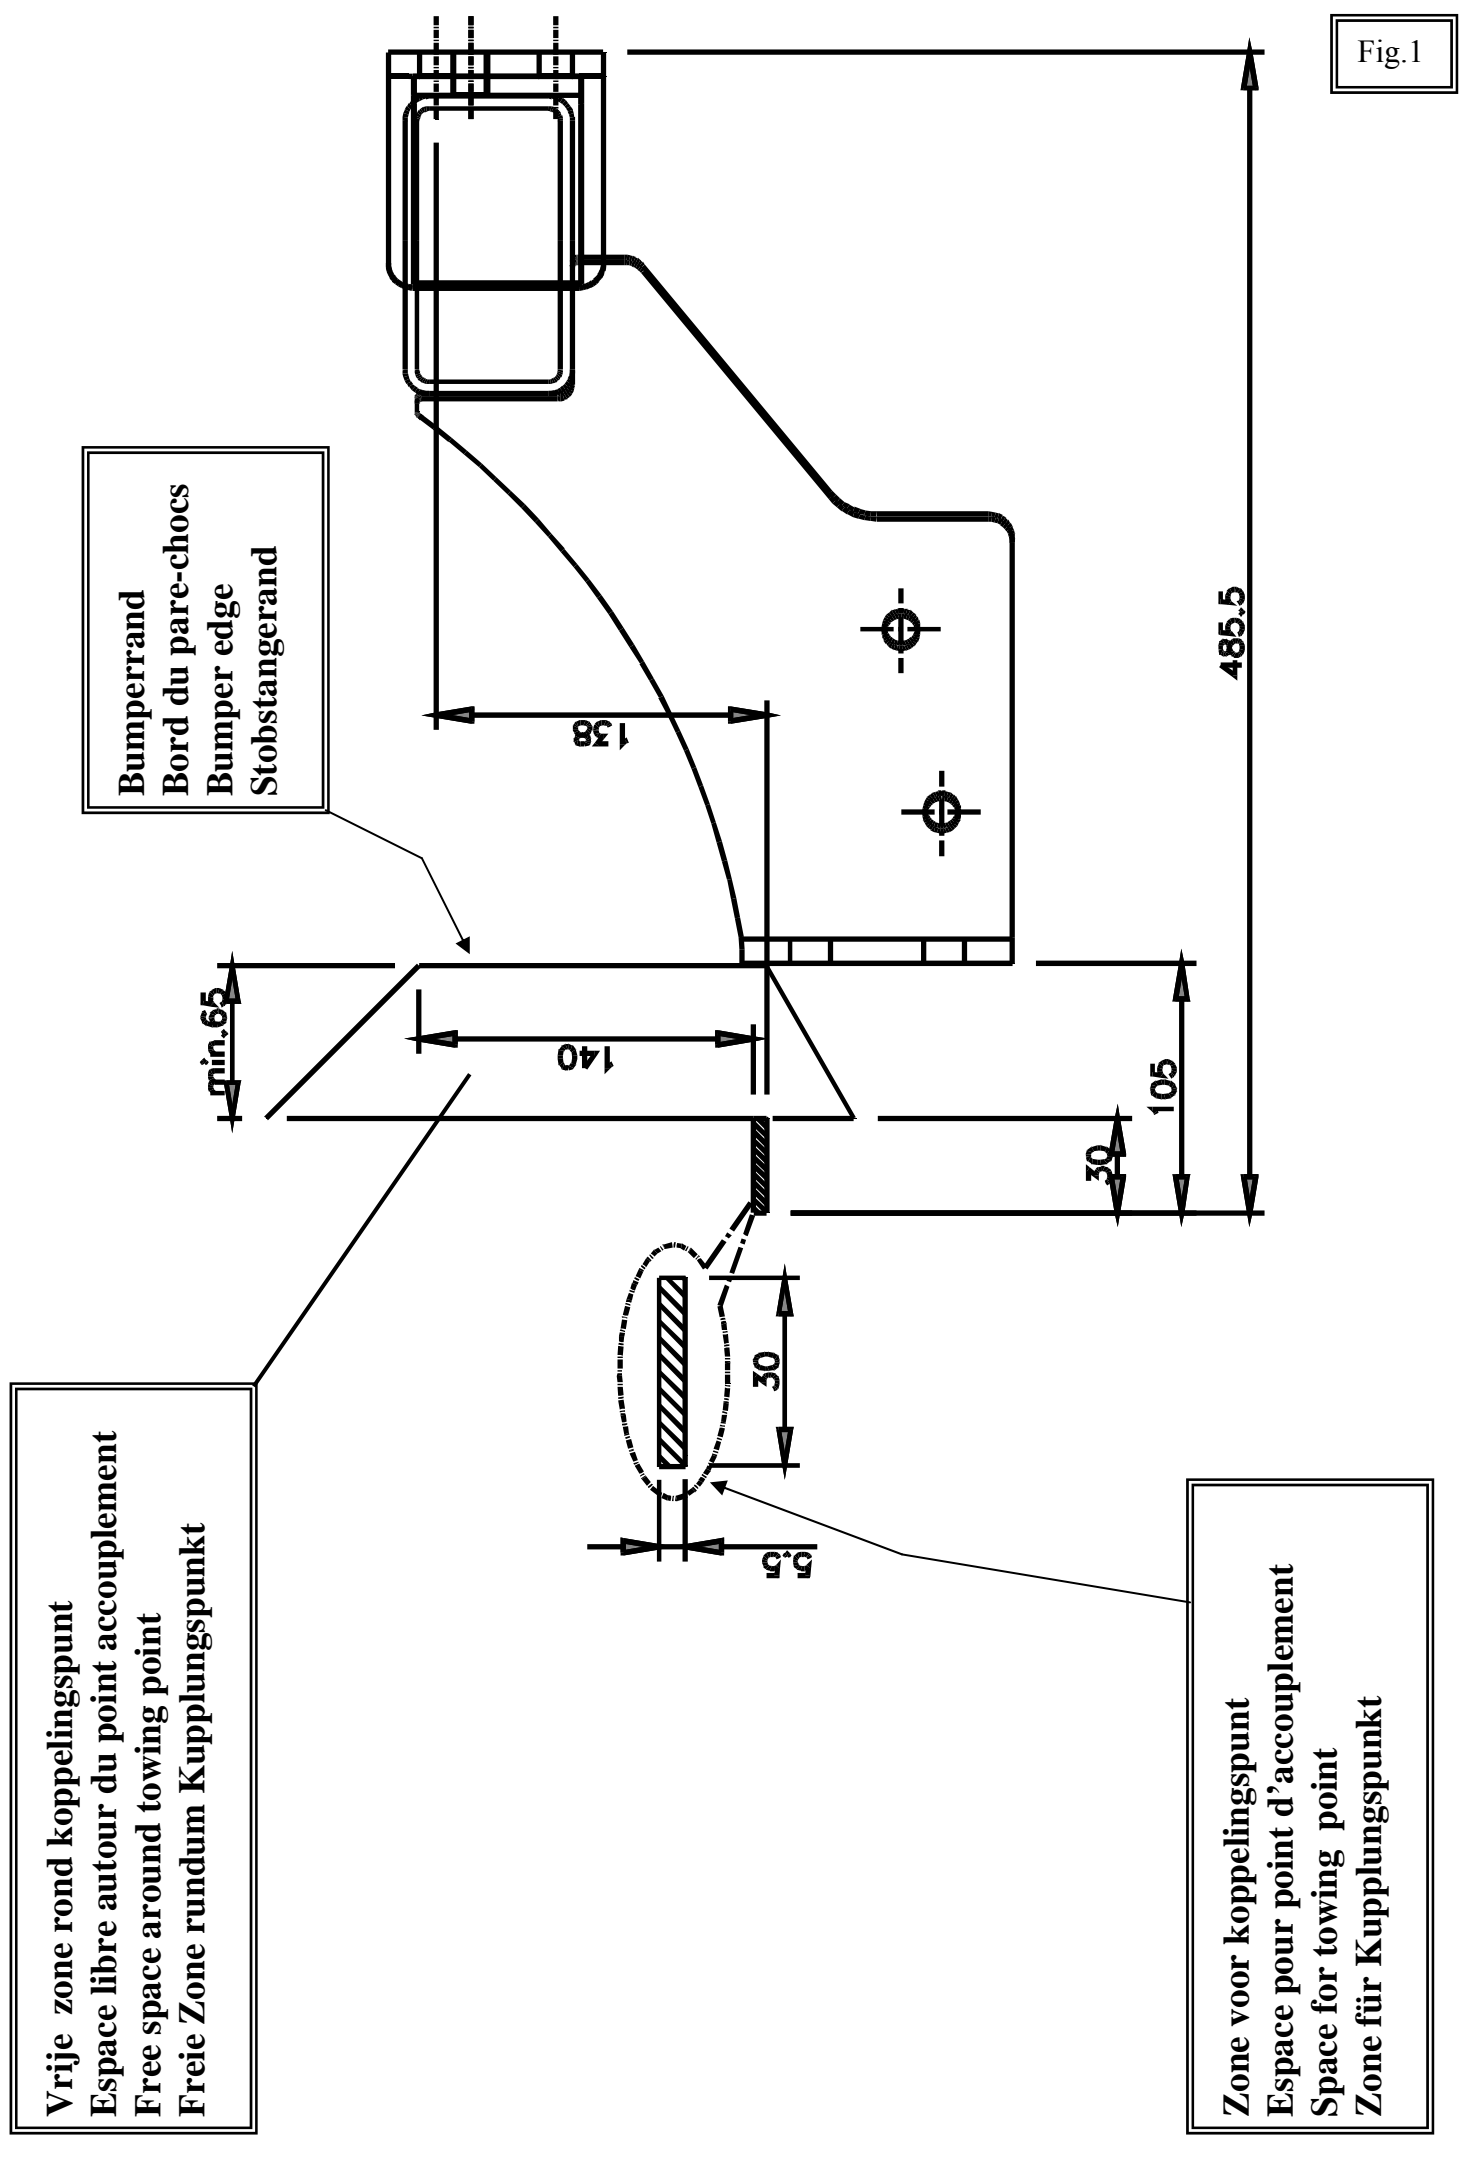 Fig.1
Bumperrand
Bord du pare-chocs
Bumper edge
Stobstangerand
485.5
138
min.65
140
105
30
30
5.5
Vrije zone rond koppelingspunt
Espace libre autour du point accouplement
Free space around towing point
Freie Zone rundum Kupplungspunkt
Zone voor koppelingspunt
Espace pour point d’accouplement
Space for towing point
Zone für Kupplungspunkt